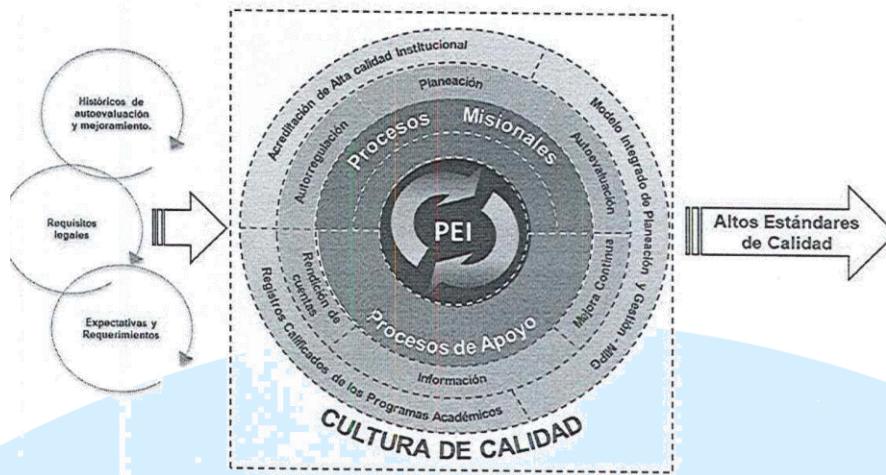 Históricos de
autoevaluación
y mejoramiento.
Requisitos
legales
Expectativas y
Requerimientos
Acreditación de Alta calidad Institucional
Modelo Integrado de Planeación y Gestión - MIPG
Registros Calificados de los Programas Académicos
Planeación
Autorregulación
Autoevaluación
Rendición de
cuentas
Mejora Continua
Información
Procesos Misionales
PEI
Procesos de Apoyo
CULTURA DE CALIDAD
Altos Estándares
de Calidad